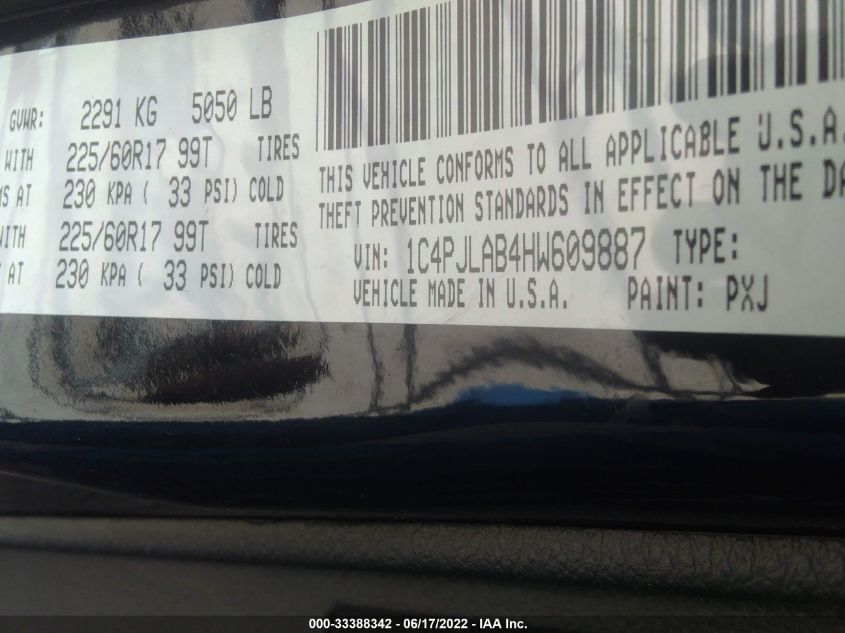 GVWR: 2291 KG 5050 LB
WITH 225/60R17 99T TIRES
MS AT 230 KPA ( 33 PSI) COLD
WITH 225/60R17 99T TIRES
AT 230 KPA ( 33 PSI) COLD
THIS VEHICLE CONFORMS TO ALL APPLICABLE U.S.A.
THEFT PREVENTION STANDARDS IN EFFECT ON THE DA
VIN: 1C4PJLAB4HW609887 TYPE:
VEHICLE MADE IN U.S.A. PAINT: PXJ
000-33388342 - 06/17/2022 - IAA Inc.